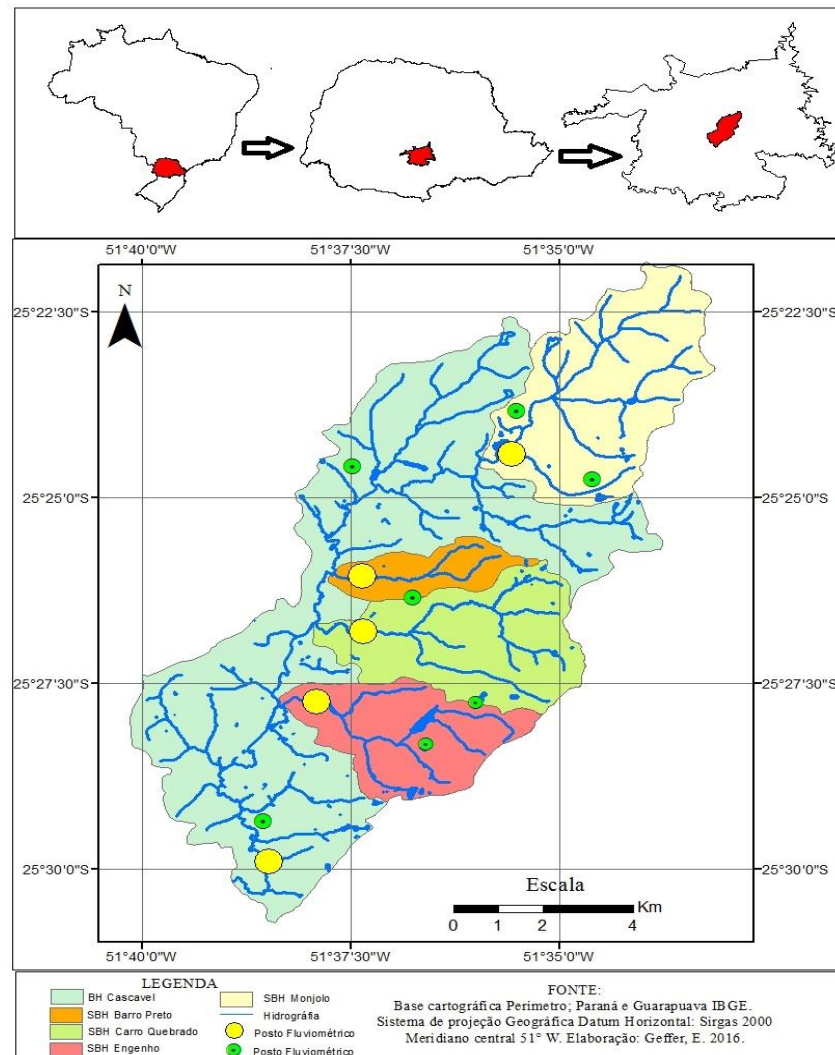 51°40'0"W 51°37'30"W 51°35'0"W
N
25°22'30"S 25°22'30"S
25°25'0"S 25°25'0"S
25°27'30"S 25°27'30"S
25°30'0"S 25°30'0"S
Escala
Km
0 1 2 4
51°40'0"W 51°37'30"W 51°35'0"W
LEGENDA
BH Cascavel
SBH Barro Preto
SBH Carro Quebrado
SBH Engenho
SBH Monjolo
Hidrográfia
Posto Fluviométrico
Posto Fluviométrico
FONTE:
Base cartográfica Perimetro; Paraná e Guarapuava IBGE.
Sistema de projeção Geográfica Datum Horizontal: Sirgas 2000
Meridiano central 51° W. Elaboração: Geffer, E. 2016.